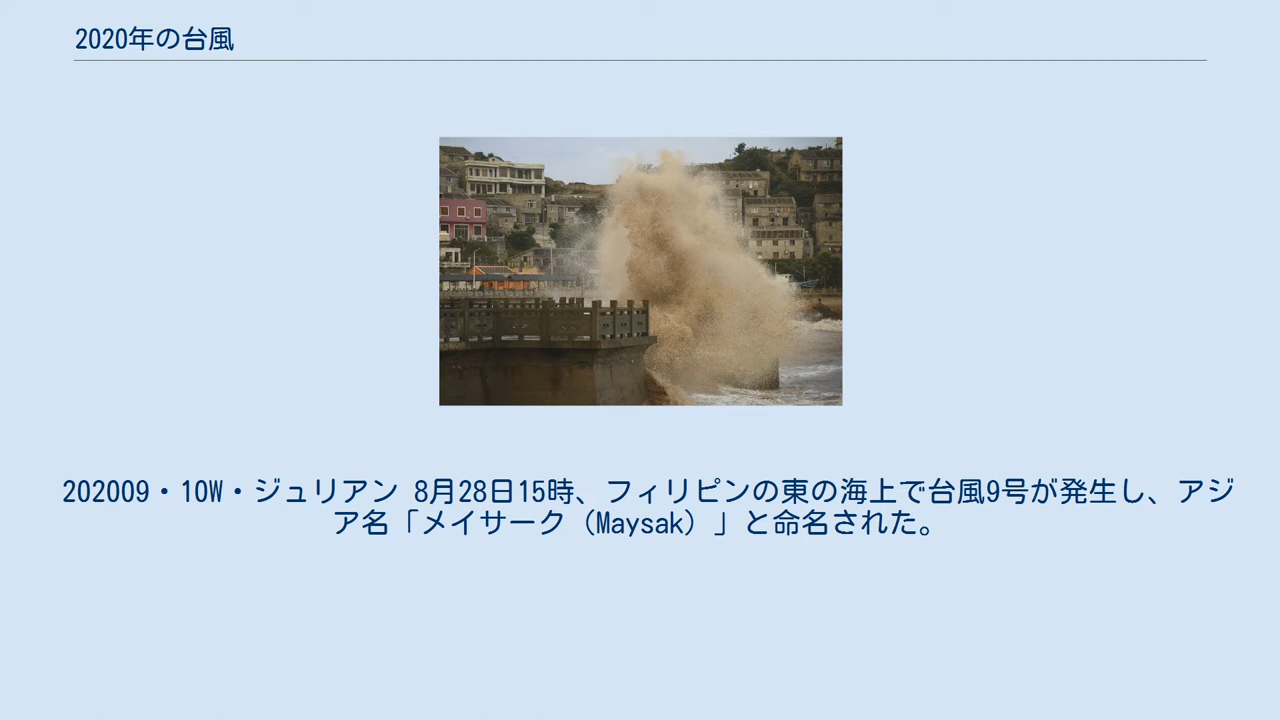 2020年の台風
202009・10W・ジュリアン 8月28日15時、フィリピンの東の海上で台風9号が発生し、アジ
ア名「メイサーク（Maysak）」と命名された。